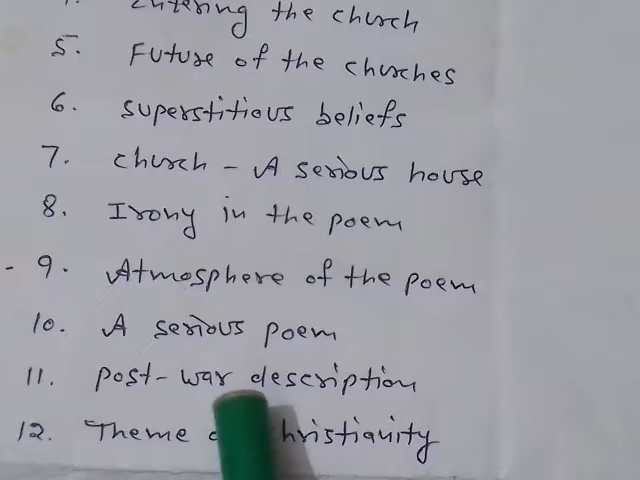 Entering the church
5. Future of the churches
6. Superstitious beliefs
7. Church - A serious house
8. Irony in the poem
- 9. Atmosphere of the poem
10. A serious poem
11. Post-war description
12. Theme hristianity